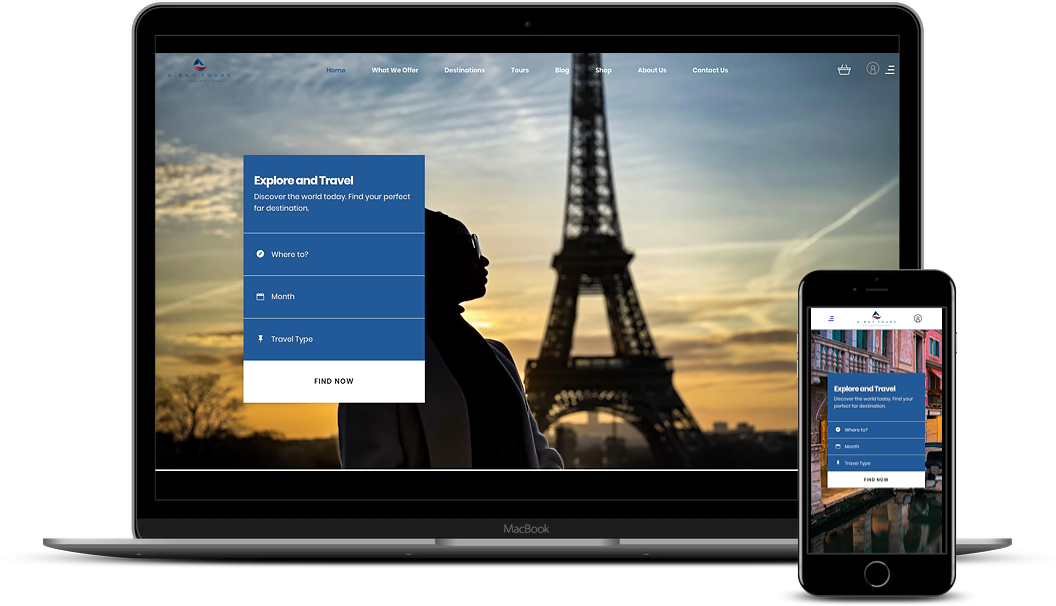 Home What We Offer Destinations Tours Blog Shop About Us Contact Us
Explore and Travel
Discover the world today. Find your perfect
far destination.
Where to?
Month
Travel Type
FIND NOW
MacBook
Explore and Travel
Discover the world today. Find your
perfect for destination.
Where to?
Month
Travel Type
FIND NOW